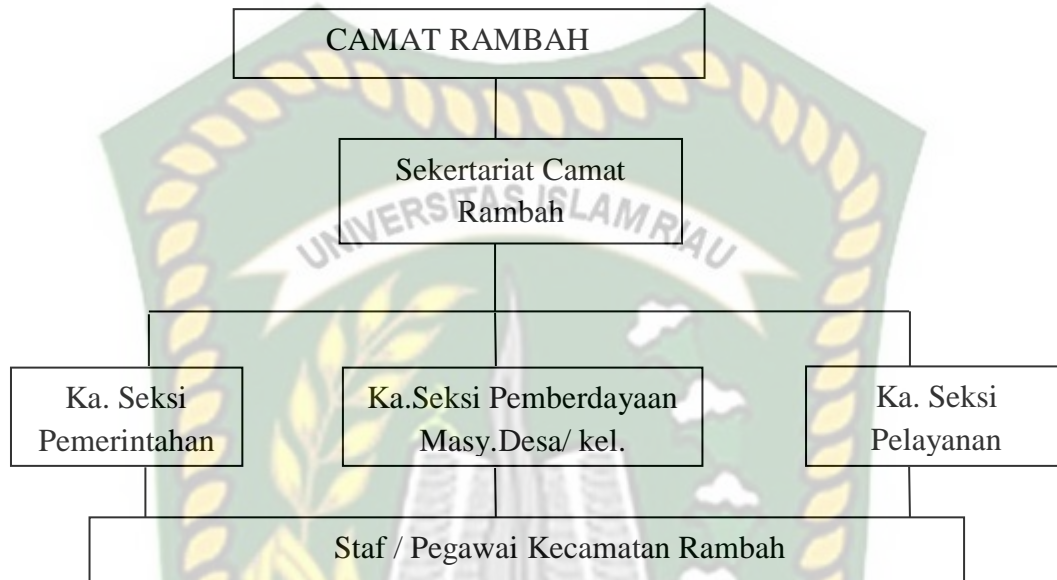 CAMAT RAMBAH
Sekertariat Camat
Rambah
UNIVERSITAS ISLAM RIAU
Ka. Seksi
Pemerintahan
Ka.Seksi Pemberdayaan
Masy.Desa/ kel.
Ka. Seksi
Pelayanan
Staf / Pegawai Kecamatan Rambah